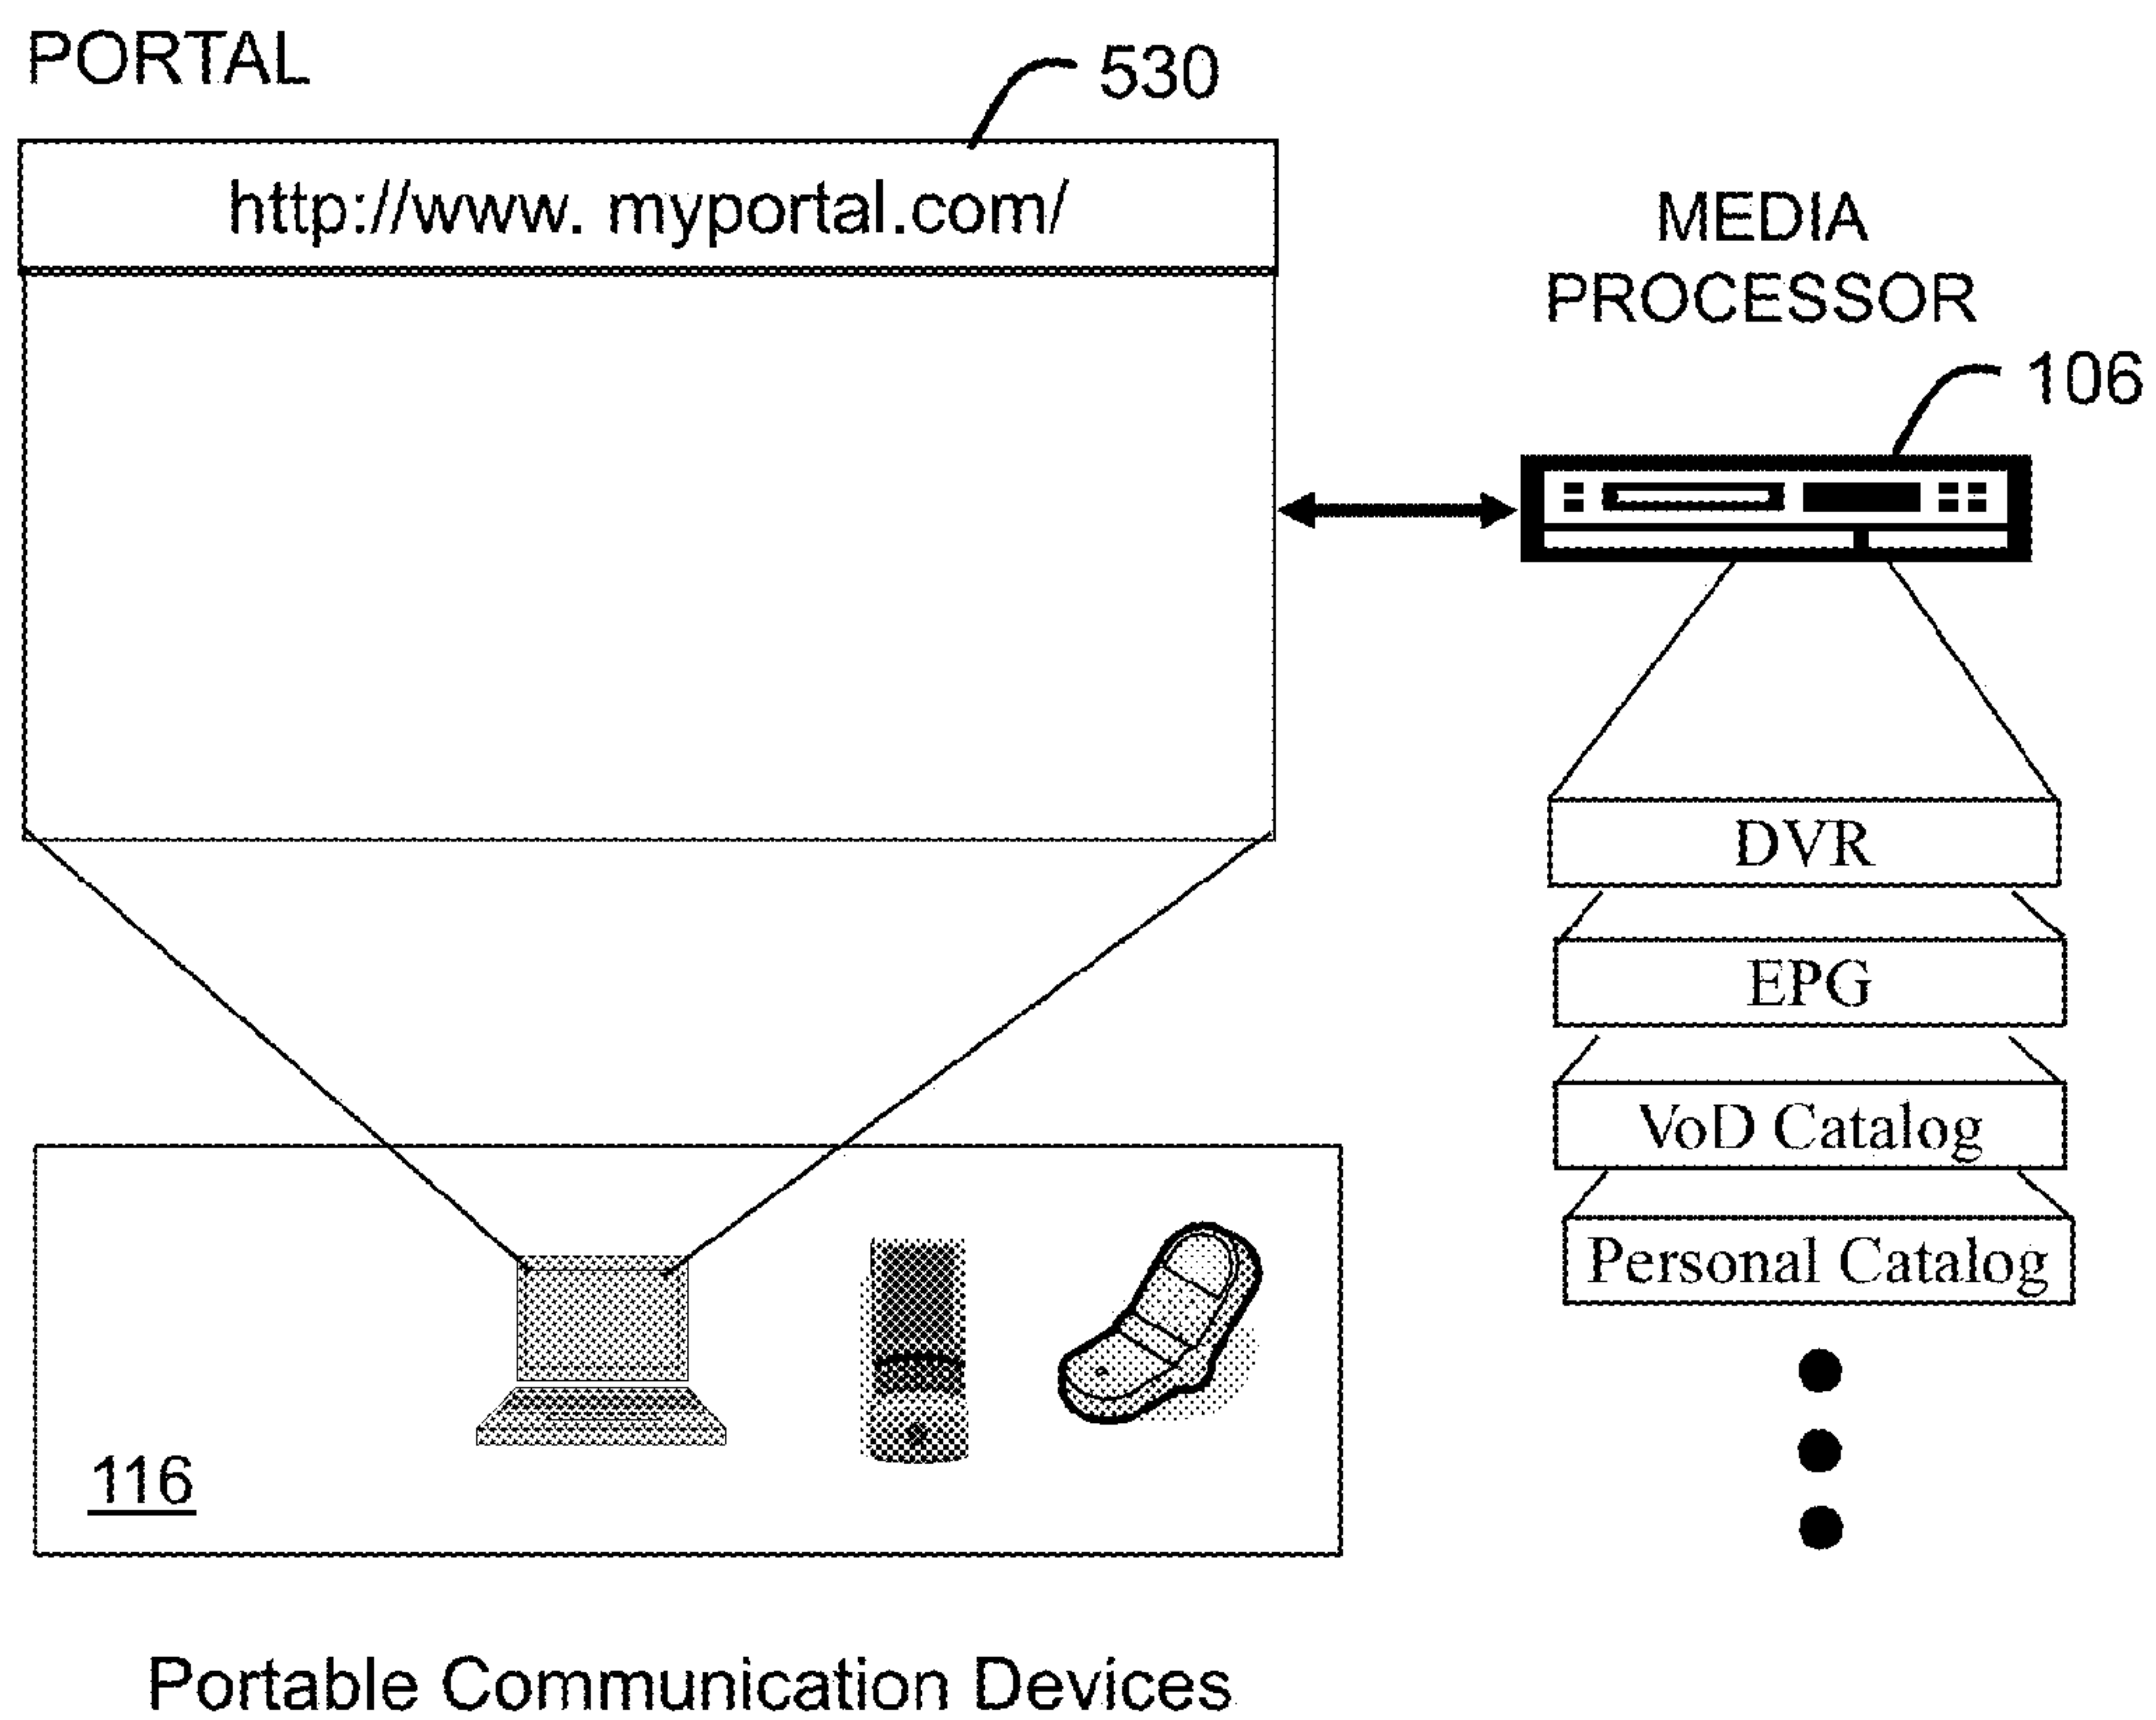 PORTAL
530
http://www. myportal.com/
MEDIA
PROCESSOR
106
DVR
EPG
VoD Catalog
Personal Catalog
116
Portable Communication Devices